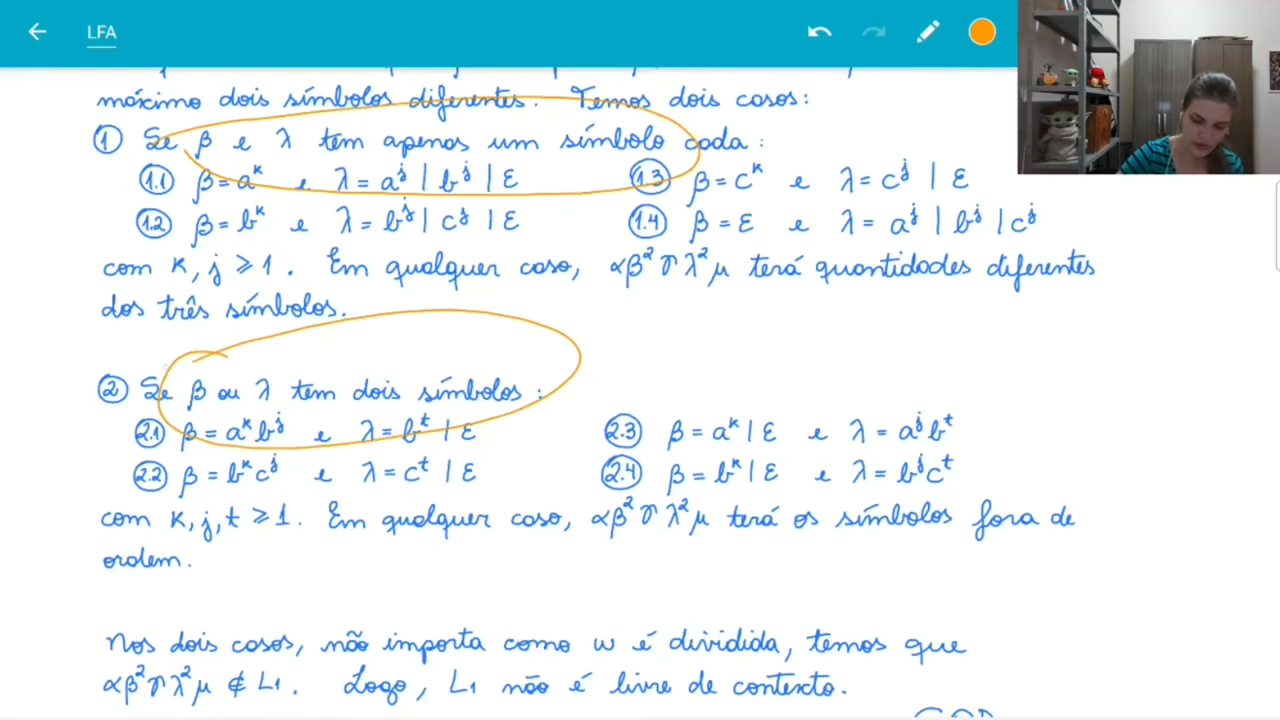 LFA
máximo dois símbolos diferentes. Temos dois casos:
① Se β e λ tem apenas um símbolo cada:
1.1 β = a^k e λ = a^j | b^j | ε 1.3 β = c^k e λ = c^j | ε
1.2 β = b^k e λ = b^j | c^j | ε 1.4 β = ε e λ = a^j | b^j | c^j
com k, j ⩾ 1. Em qualquer caso, αβ²γλ²μ terá quantidades diferentes
dos três símbolos.
② Se β ou λ tem dois símbolos:
2.1 β = a^k b^j e λ = b^t | ε 2.3 β = a^k | ε e λ = a^j b^t
2.2 β = b^k c^j e λ = c^t | ε 2.4 β = b^k | ε e λ = b^j c^t
com k, j, t ⩾ 1. Em qualquer caso, αβ²γλ²μ terá os símbolos fora de
ordem.
Nos dois casos, não importa como w é dividida, temos que
αβ²γλ²μ ∉ L₁. Logo, L₁ não é livre de contexto.